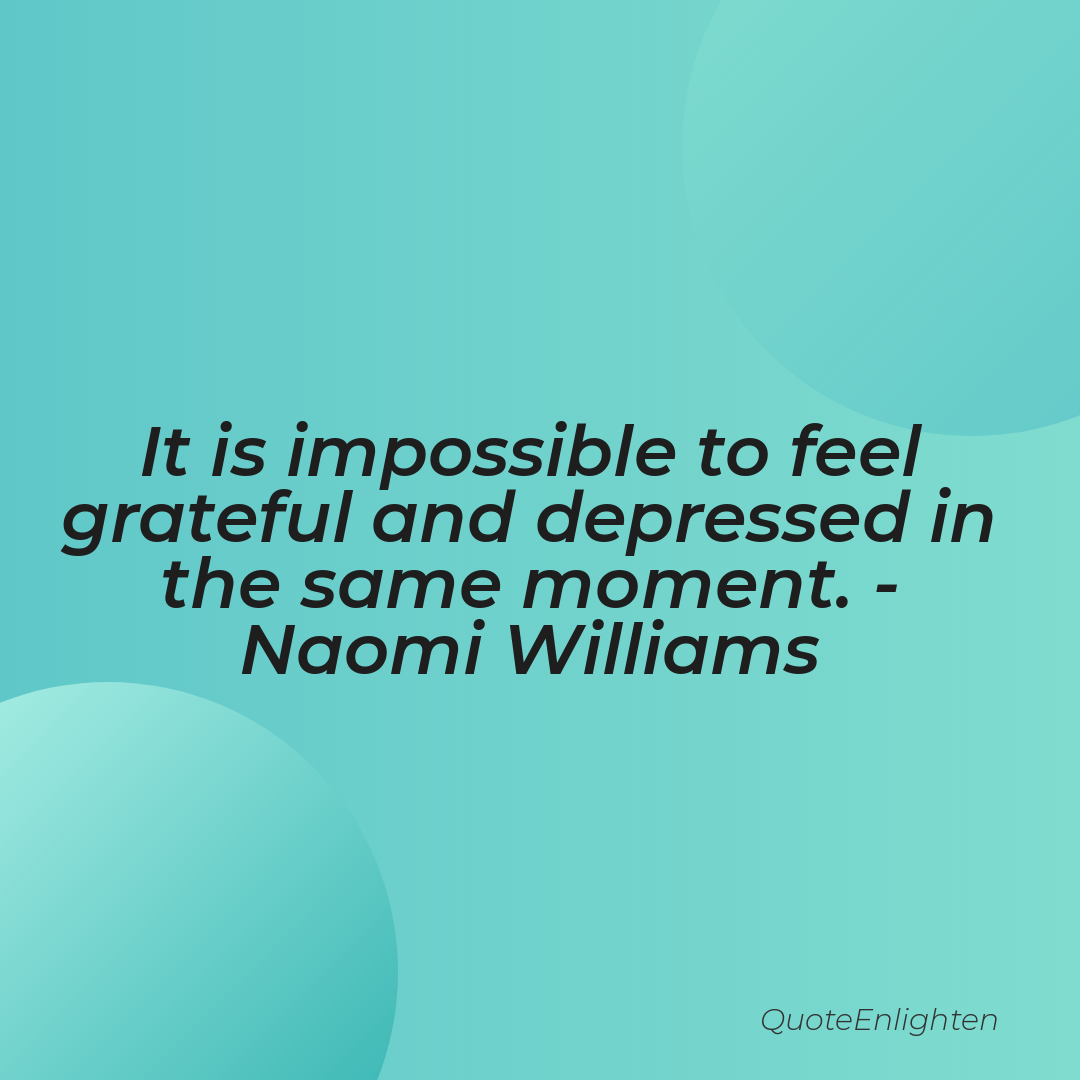 It is impossible to feel
grateful and depressed in
the same moment. -
Naomi Williams
QuoteEnlighten